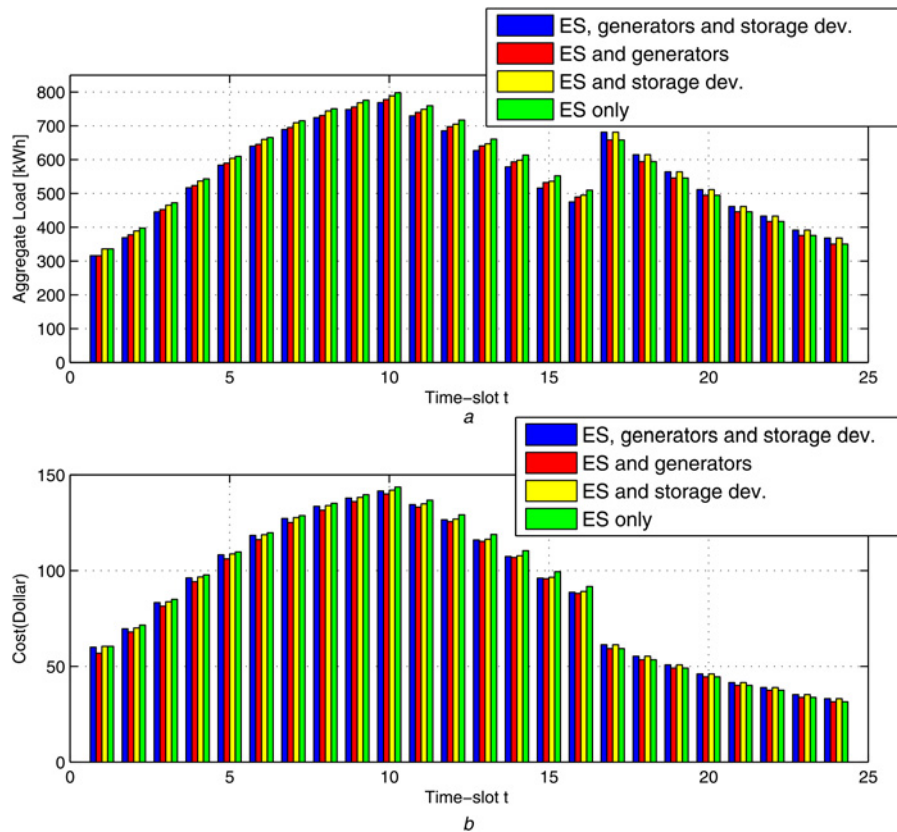 ES, generators and storage dev.
ES and generators
ES and storage dev.
ES only
Aggregate Load [kWh]
800
700
600
500
400
300
200
100
0
0 5 10 15 20 25
Time-slot t
a
ES, generators and storage dev.
ES and generators
ES and storage dev.
ES only
Cost(Dollar)
150
100
50
0
0 5 10 15 20 25
Time-slot t
b